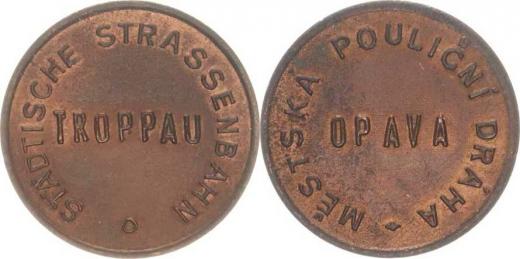 STÄDTISCHE STRASSENBAHN
TROPPAU
MĚSTSKÁ POULIČNÍ DRÁHA
OPAVA